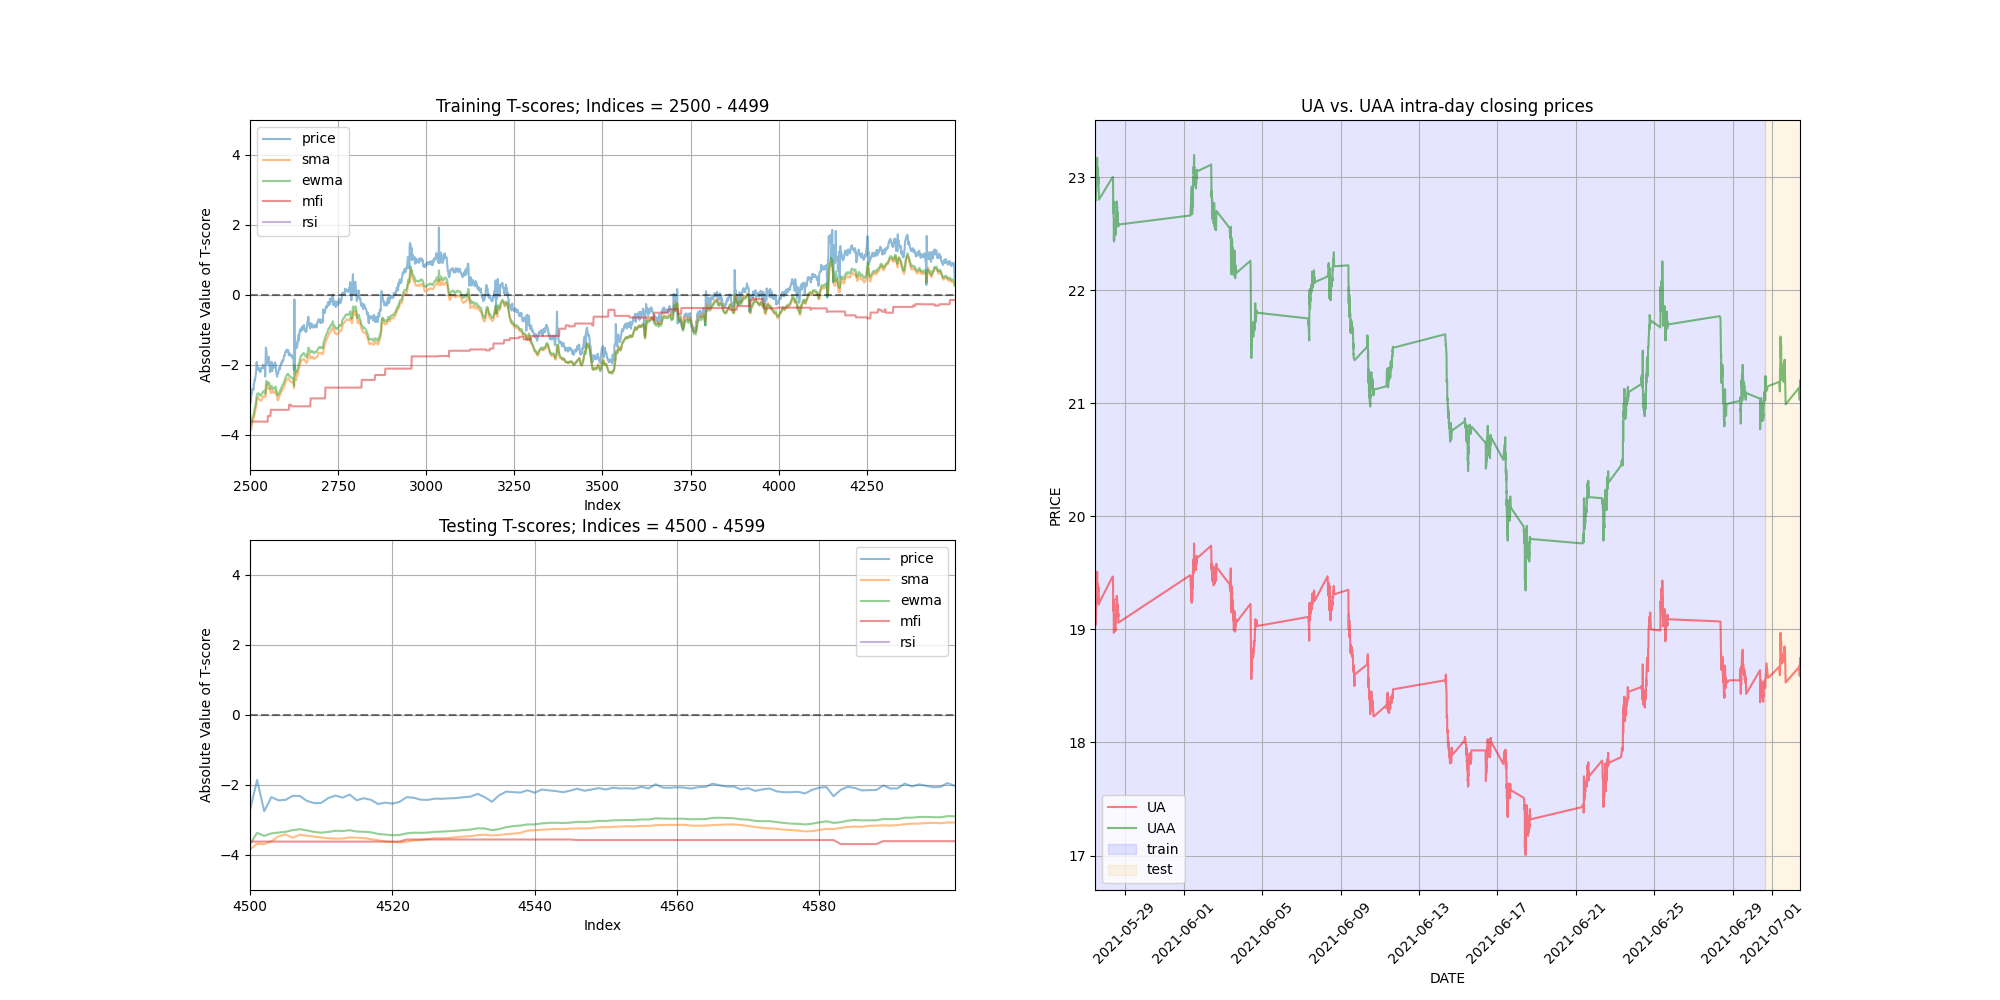 Training T-scores; Indices = 2500 - 4499
price
sma
ewma
mfi
rsi
Absolute Value of T-score
4
2
0
−2
−4
2500 2750 3000 3250 3500 3750 4000 4250
Index
Testing T-scores; Indices = 4500 - 4599
price
sma
ewma
mfi
rsi
Absolute Value of T-score
4
2
0
−2
−4
4500 4520 4540 4560 4580
Index
UA vs. UAA intra-day closing prices
PRICE
23
22
21
20
19
18
17
UA
UAA
train
test
2021-05-29 2021-06-01 2021-06-05 2021-06-09 2021-06-13 2021-06-17 2021-06-21 2021-06-25 2021-06-29 2021-07-01
DATE